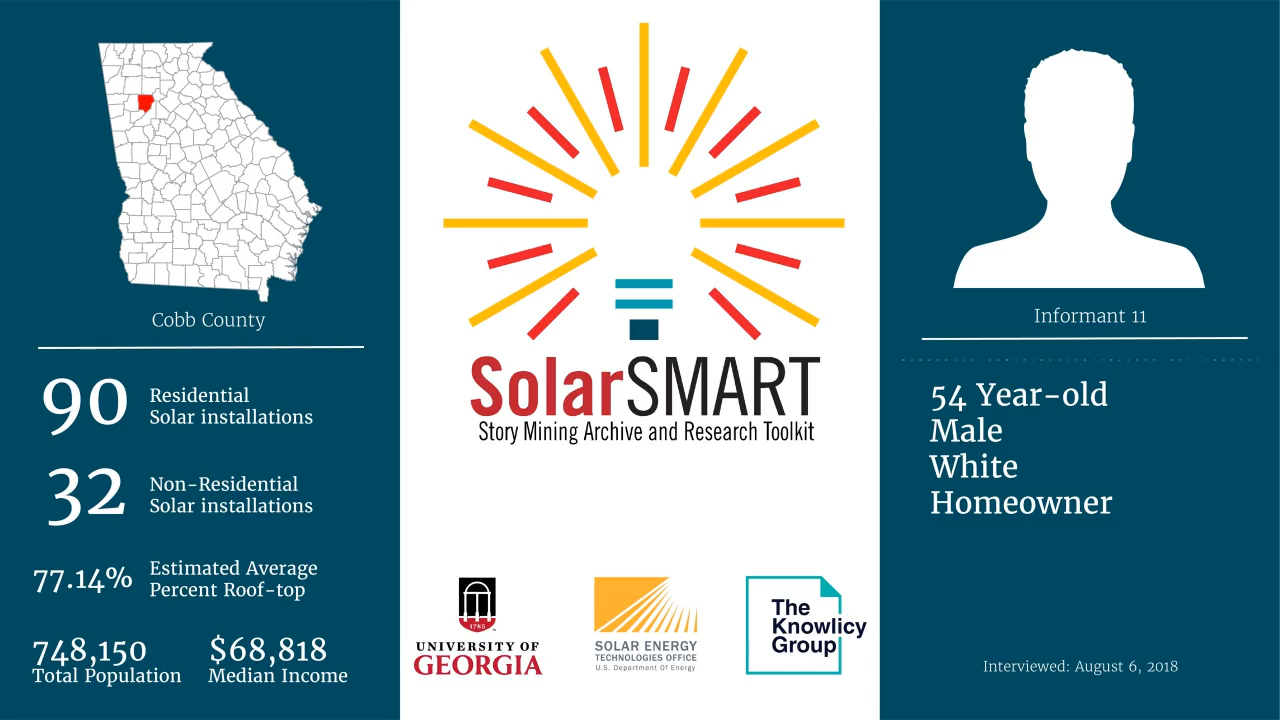 Cobb County
90
Residential
Solar installations
32
Non-Residential
Solar installations
77.14%
Estimated Average
Percent Roof-top
748,150
Total Population
$68,818
Median Income
SolarSMART
Story Mining Archive and Research Toolkit
1785
UNIVERSITY OF
GEORGIA
SOLAR ENERGY
TECHNOLOGIES OFFICE
U.S. Department Of Energy
The
Knowlicy
Group
Informant 11
54 Year-old
Male
White
Homeowner
Interviewed: August 6, 2018